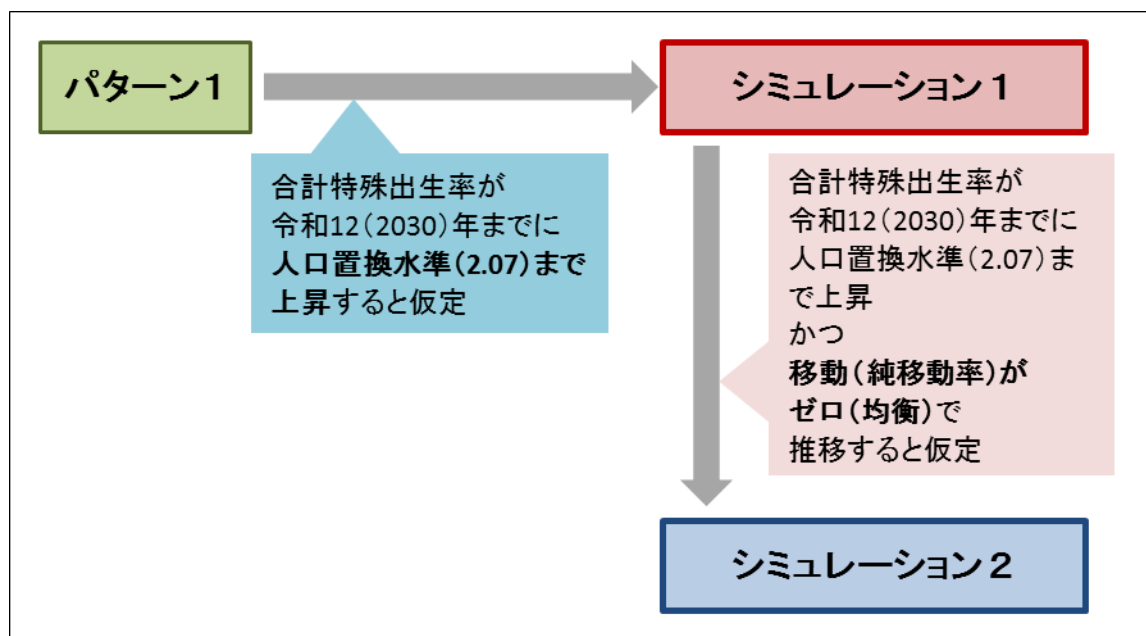 パターン１
シミュレーション１
合計特殊出生率が
令和12（2030）年までに
人口置換水準（2.07）まで
上昇すると仮定
合計特殊出生率が
令和12（2030）年までに
人口置換水準（2.07）ま
で上昇
かつ
移動（純移動率）が
ゼロ（均衡）で
推移すると仮定
シミュレーション２